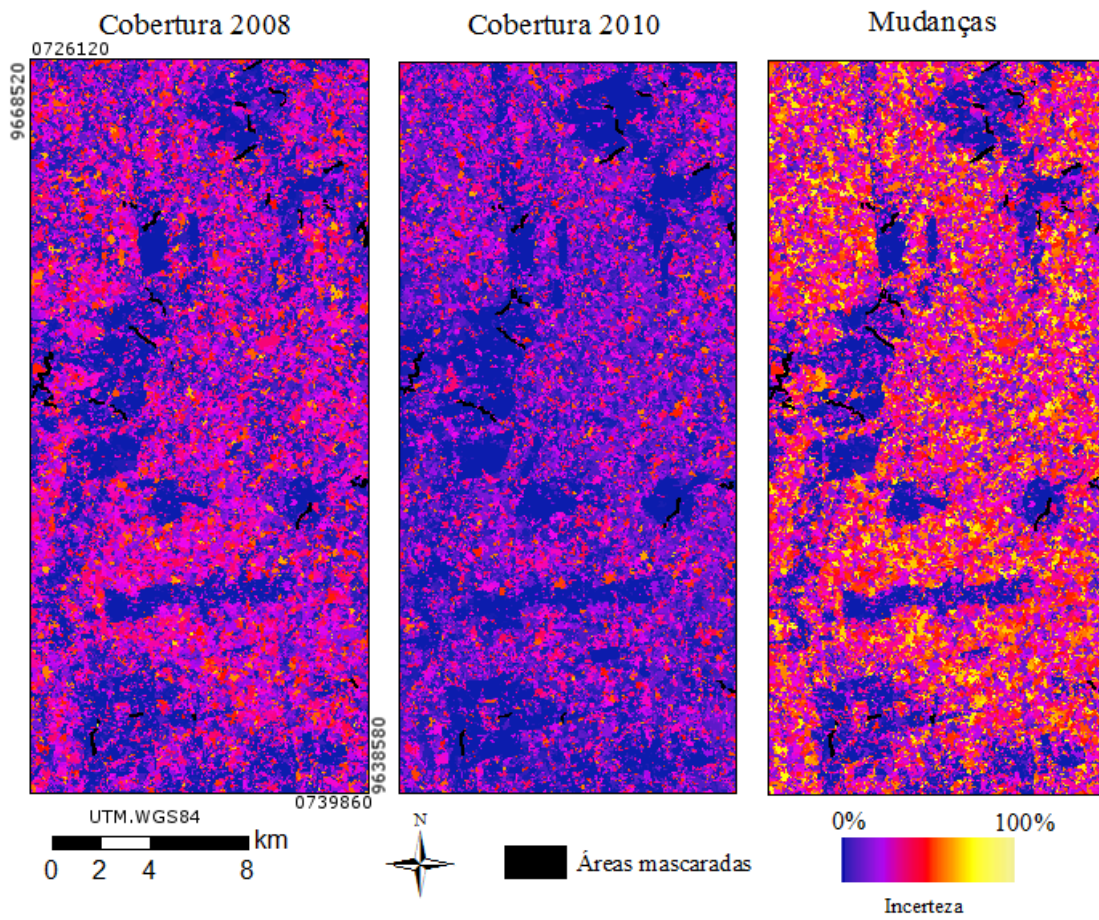 Cobertura 2008
Cobertura 2010
Mudanças
0726120
9668520
9638580
0739860
UTM.WGS84
km
0 2 4 8
N
Áreas mascaradas
0% 100%
Incerteza